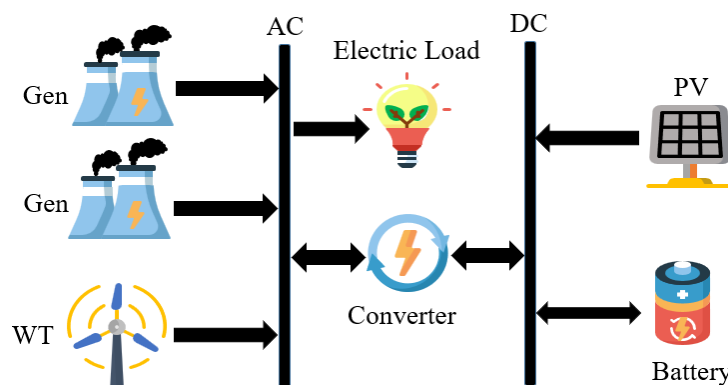 AC
DC
Electric Load
Gen
PV
Gen
Converter
WT
Battery